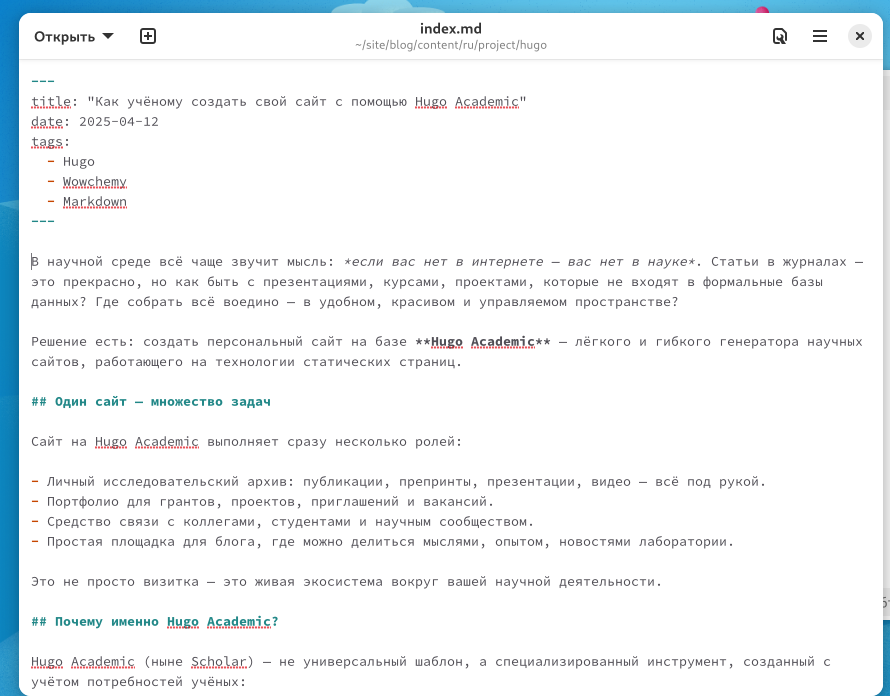 Открыть
index.md
~/site/blog/content/ru/project/hugo
---
title: "Как учёному создать свой сайт с помощью Hugo Academic"
date: 2025-04-12
tags:
  - Hugo
  - Wowchemy
  - Markdown
---
В научной среде всё чаще звучит мысль: *если вас нет в интернете — вас нет в науке*. Статьи в журналах —
это прекрасно, но как быть с презентациями, курсами, проектами, которые не входят в формальные базы
данных? Где собрать всё воедино — в удобном, красивом и управляемом пространстве?
Решение есть: создать персональный сайт на базе **Hugo Academic** — лёгкого и гибкого генератора научных
сайтов, работающего на технологии статических страниц.
## Один сайт — множество задач
Сайт на Hugo Academic выполняет сразу несколько ролей:
- Личный исследовательский архив: публикации, препринты, презентации, видео — всё под рукой.
- Портфолио для грантов, проектов, приглашений и вакансий.
- Средство связи с коллегами, студентами и научным сообществом.
- Простая площадка для блога, где можно делиться мыслями, опытом, новостями лаборатории.
Это не просто визитка — это живая экосистема вокруг вашей научной деятельности.
## Почему именно Hugo Academic?
Hugo Academic (ныне Scholar) — не универсальный шаблон, а специализированный инструмент, созданный с
учётом потребностей учёных: